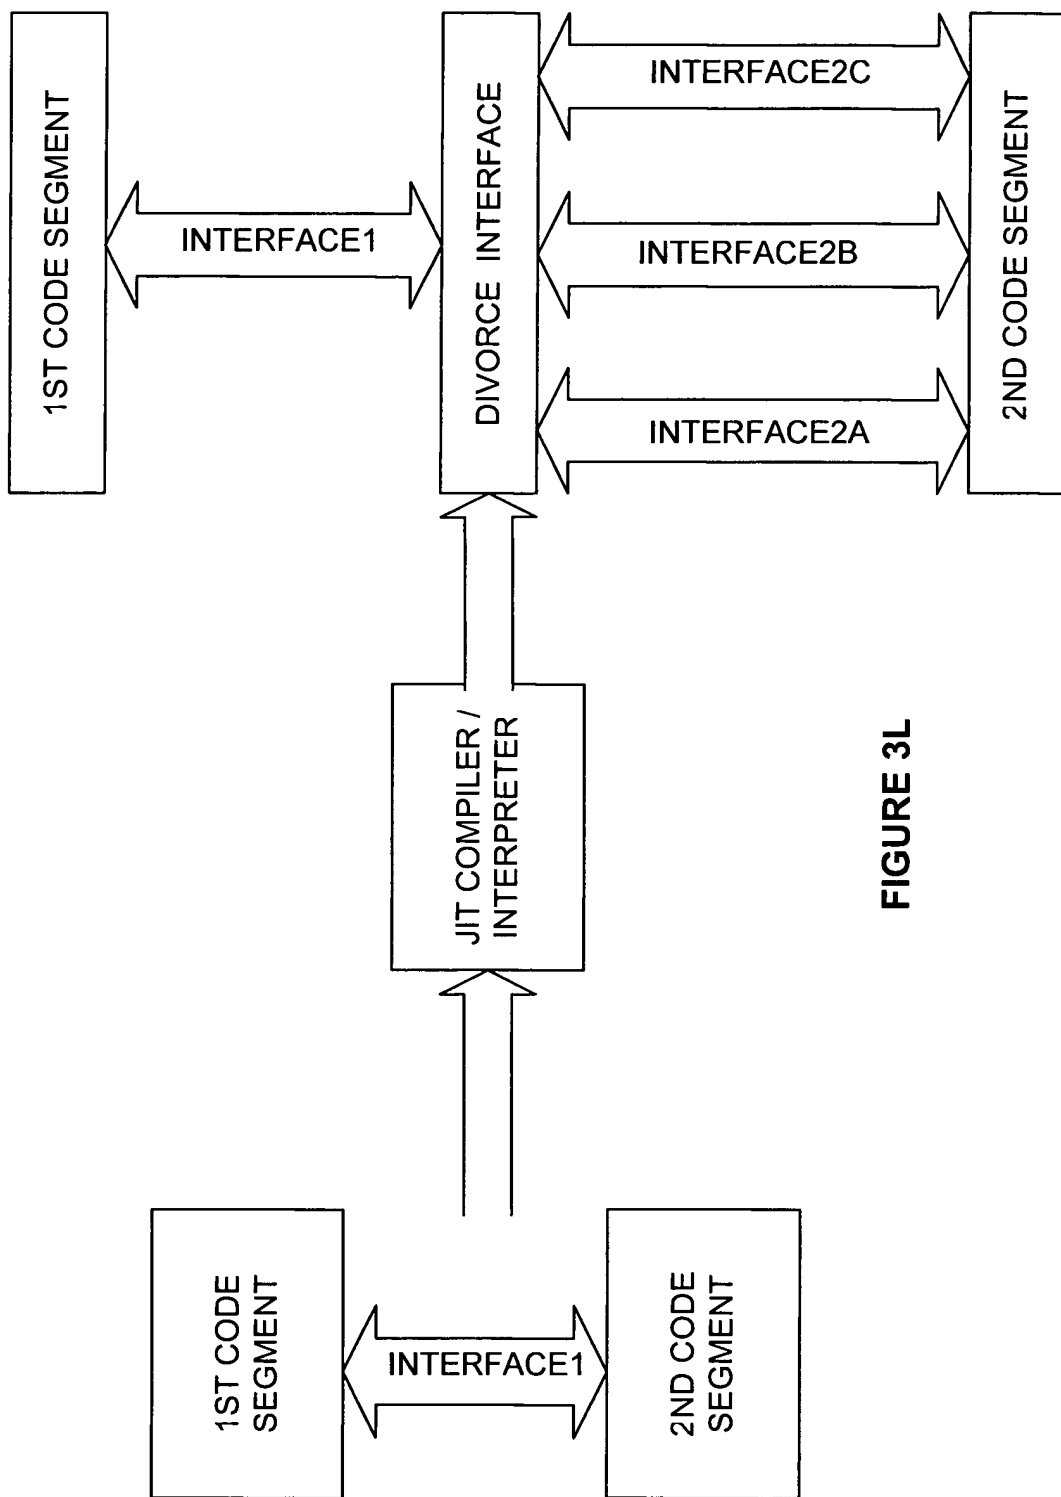 1ST CODE
SEGMENT
INTERFACE1
2ND CODE
SEGMENT
JIT COMPILER /
INTERPRETER
1ST CODE SEGMENT
INTERFACE1
DIVORCE INTERFACE
INTERFACE2A
INTERFACE2B
INTERFACE2C
2ND CODE SEGMENT
FIGURE 3L